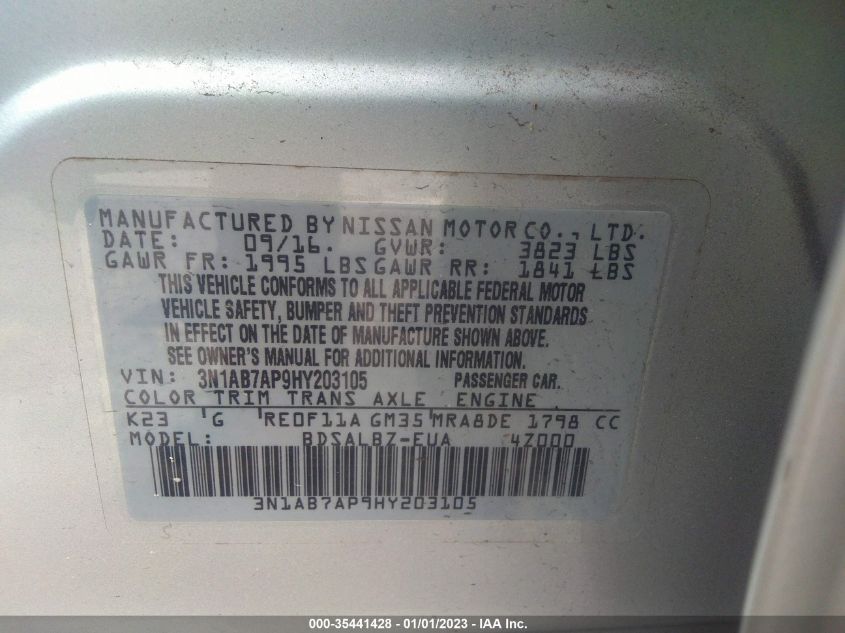 MANUFACTURED BY NISSAN MOTOR CO., LTD.
DATE: 09/16. GVWR: 3823 LBS
GAWR FR: 1995 LBS GAWR RR: 1841 LBS
THIS VEHICLE CONFORMS TO ALL APPLICABLE FEDERAL MOTOR
VEHICLE SAFETY, BUMPER AND THEFT PREVENTION STANDARDS
IN EFFECT ON THE DATE OF MANUFACTURE SHOWN ABOVE.
SEE OWNER'S MANUAL FOR ADDITIONAL INFORMATION.
VIN: 3N1AB7AP9HY203105 PASSENGER CAR.
COLOR TRIM TRANS AXLE ENGINE
K23 G RE0F11A GM35 MRA8DE 1798 CC
MODEL: BDSALBZ-EUA 4Z000
3N1AB7AP9HY203105
000-35441428 - 01/01/2023 - IAA Inc.